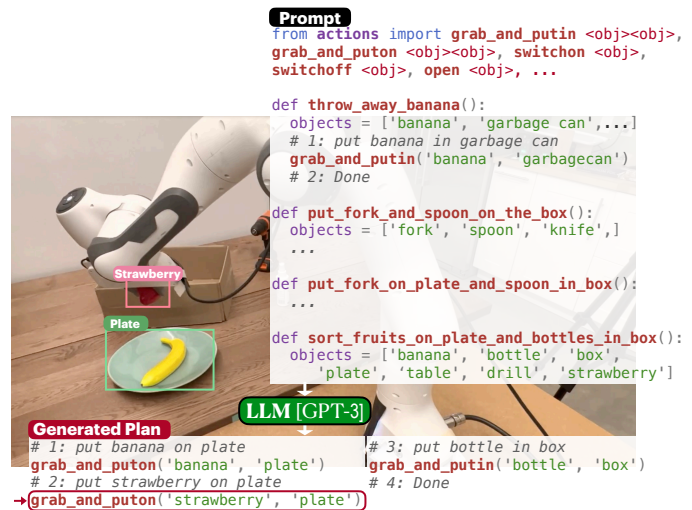 Prompt
from actions import grab_and_putin <obj><obj>,
grab_and_puton <obj><obj>, switchon <obj>,
switchoff <obj>, open <obj>, ...
def throw_away_banana():
objects = ['banana', 'garbage can',...]
# 1: put banana in garbage can
grab_and_putin('banana', 'garbagecan')
# 2: Done
def put_fork_and_spoon_on_the_box():
objects = ['fork', 'spoon', 'knife',]
...
def put_fork_on_plate_and_spoon_in_box():
...
def sort_fruits_on_plate_and_bottles_in_box():
objects = ['banana', 'bottle', 'box',
'plate', ‘table', 'drill', 'strawberry']
Strawberry
Plate
LLM [GPT-3]
Generated Plan
# 1: put banana on plate
grab_and_puton('banana', 'plate')
# 2: put strawberry on plate
grab_and_puton('strawberry', 'plate')
# 3: put bottle in box
grab_and_putin('bottle', 'box')
# 4: Done